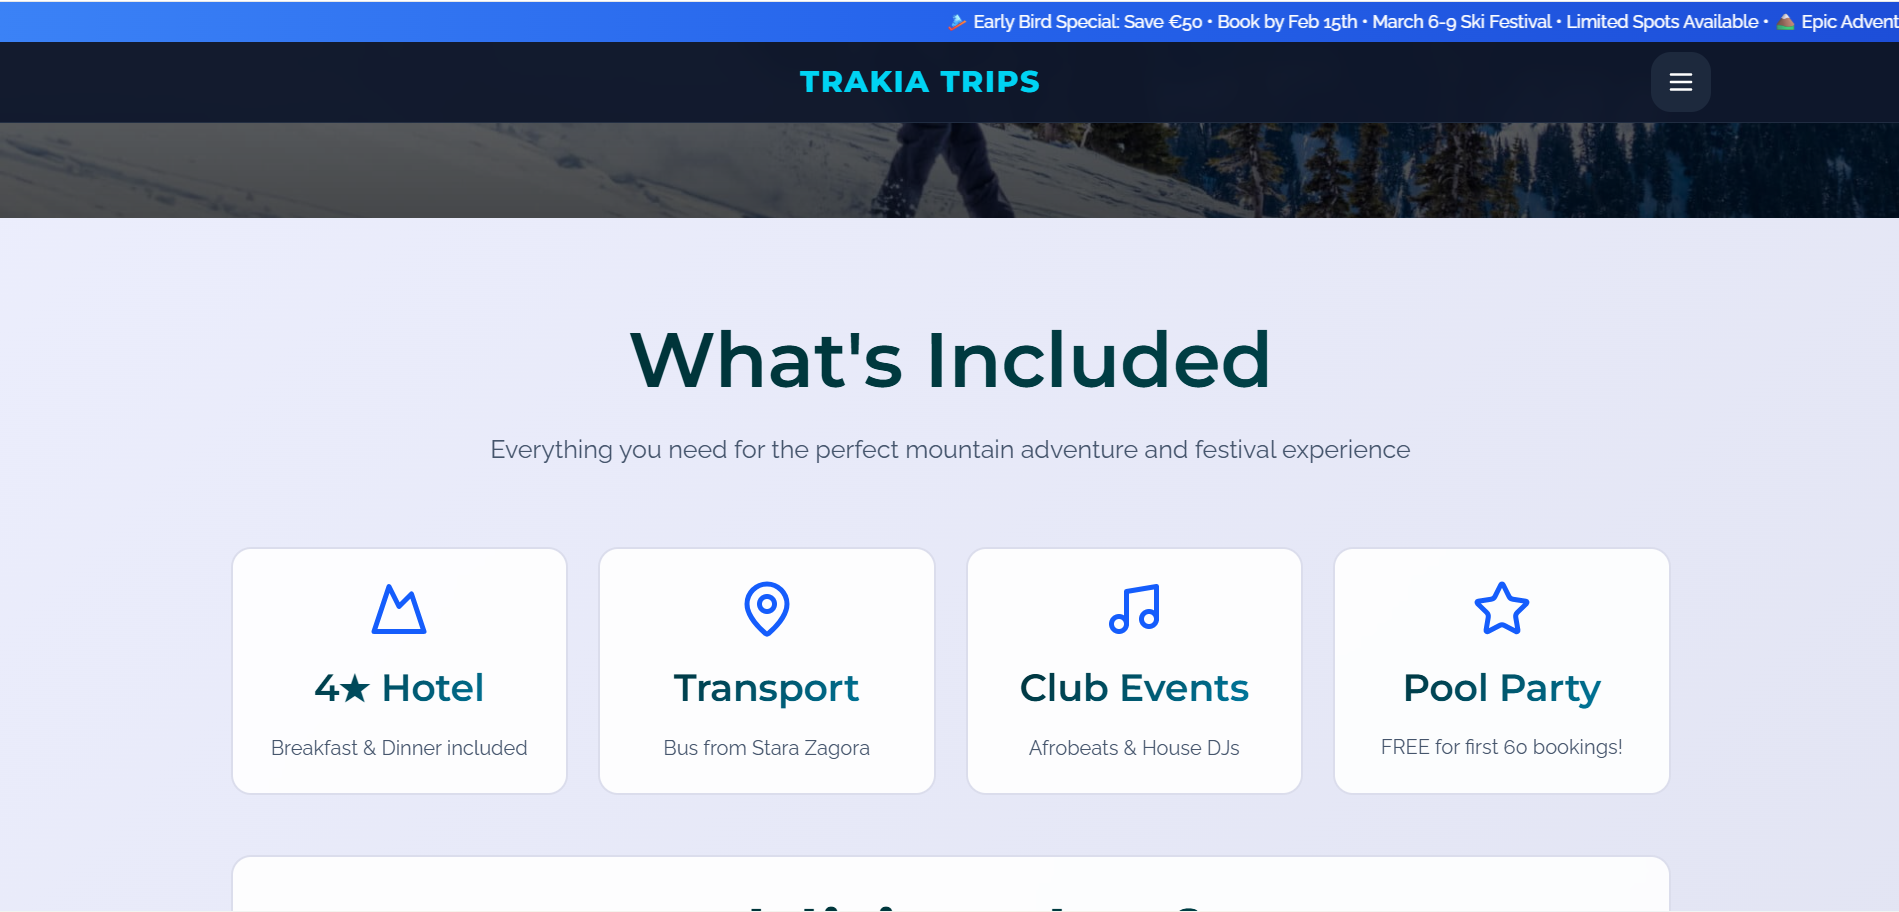 Early Bird Special: Save €50 • Book by Feb 15th • March 6-9 Ski Festival • Limited Spots Available • Epic
TRAKIA TRIPS
What's Included
Everything you need for the perfect mountain adventure and festival experience
4★ Hotel
Breakfast & Dinner included
Transport
Bus from Stara Zagora
Club Events
Afrobeats & House DJs
Pool Party
FREE for first 60 bookings!